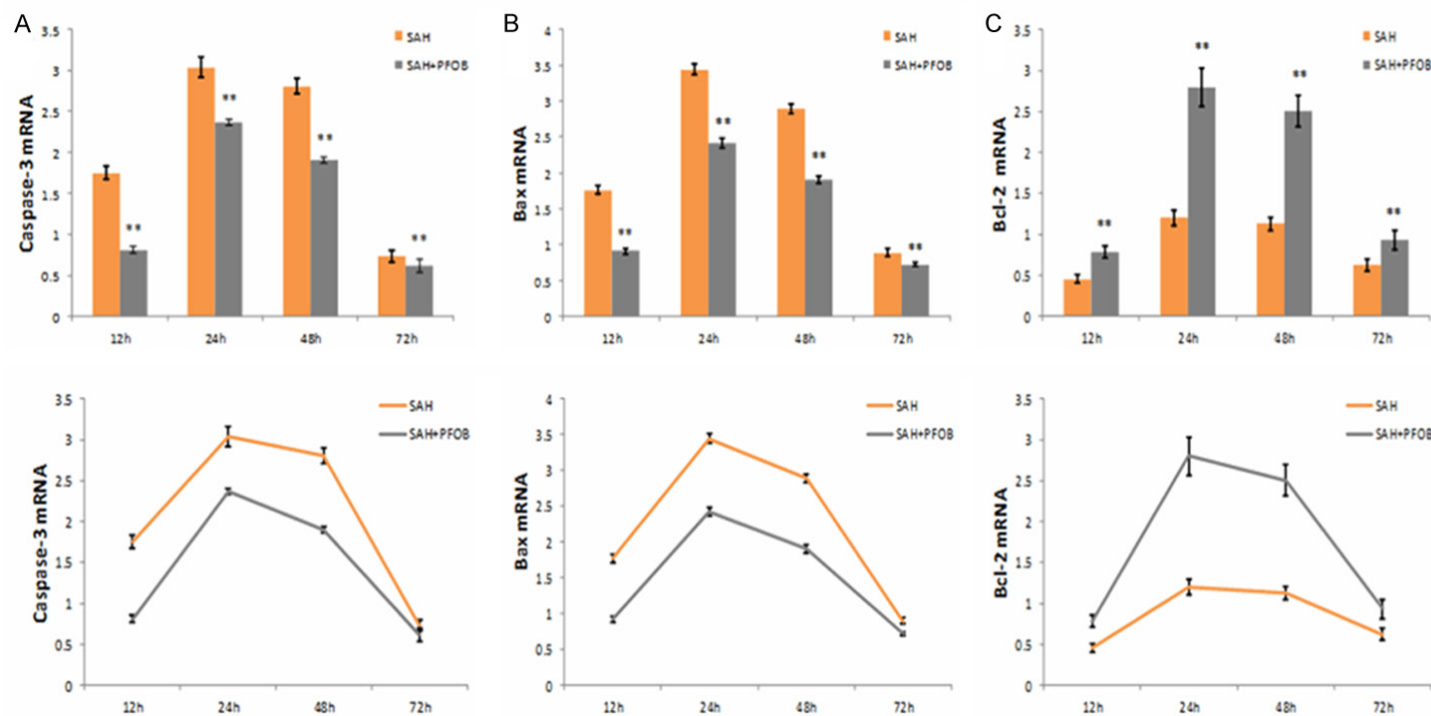 A
Caspase-3 mRNA
3.5
3
2.5
2
1.5
1
0.5
0
SAH
SAH+PFOB
**
**
**
**
12h
24h
48h
72h
B
Bax mRNA
4
3.5
3
2.5
2
1.5
1
0.5
0
SAH
SAH+PFOB
**
**
**
**
12h
24h
48h
72h
C
Bcl-2 mRNA
3.5
3
2.5
2
1.5
1
0.5
0
SAH
SAH+PFOB
**
**
**
**
12h
24h
48h
72h
Caspase-3 mRNA
3.5
3
2.5
2
1.5
1
0.5
0
SAH
SAH+PFOB
12h
24h
48h
72h
Bax mRNA
4
3.5
3
2.5
2
1.5
1
0.5
0
SAH
SAH+PFOB
12h
24h
48h
72h
Bcl-2 mRNA
3.5
3
2.5
2
1.5
1
0.5
0
SAH
SAH+PFOB
12h
24h
48h
72h